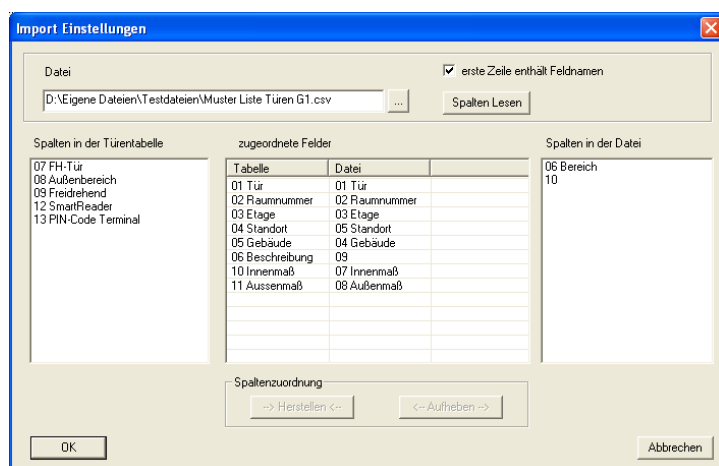 Import Einstellungen
Datei
erste Zeile enthält Feldnamen
D:\Eigene Dateien\Testdateien\Muster Liste Türen G1.csv
...
Spalten Lesen
Spalten in der Türentabelle
zugeordnete Felder
Spalten in der Datei
07 FH-Tür
08 Außenbereich
09 Freidrehend
12 SmartReader
13 PIN-Code Terminal
Tabelle Datei
01 Tür 01 Tür
02 Raumnummer 02 Raumnummer
03 Etage 03 Etage
04 Standort 05 Standort
05 Gebäude 04 Gebäude
06 Beschreibung 09
10 Innenmaß 07 Innenmaß
11 Aussenmaß 08 Außenmaß
06 Bereich
10
Spaltenzuordnung
--> Herstellen <--
<-- Aufheben -->
OK
Abbrechen